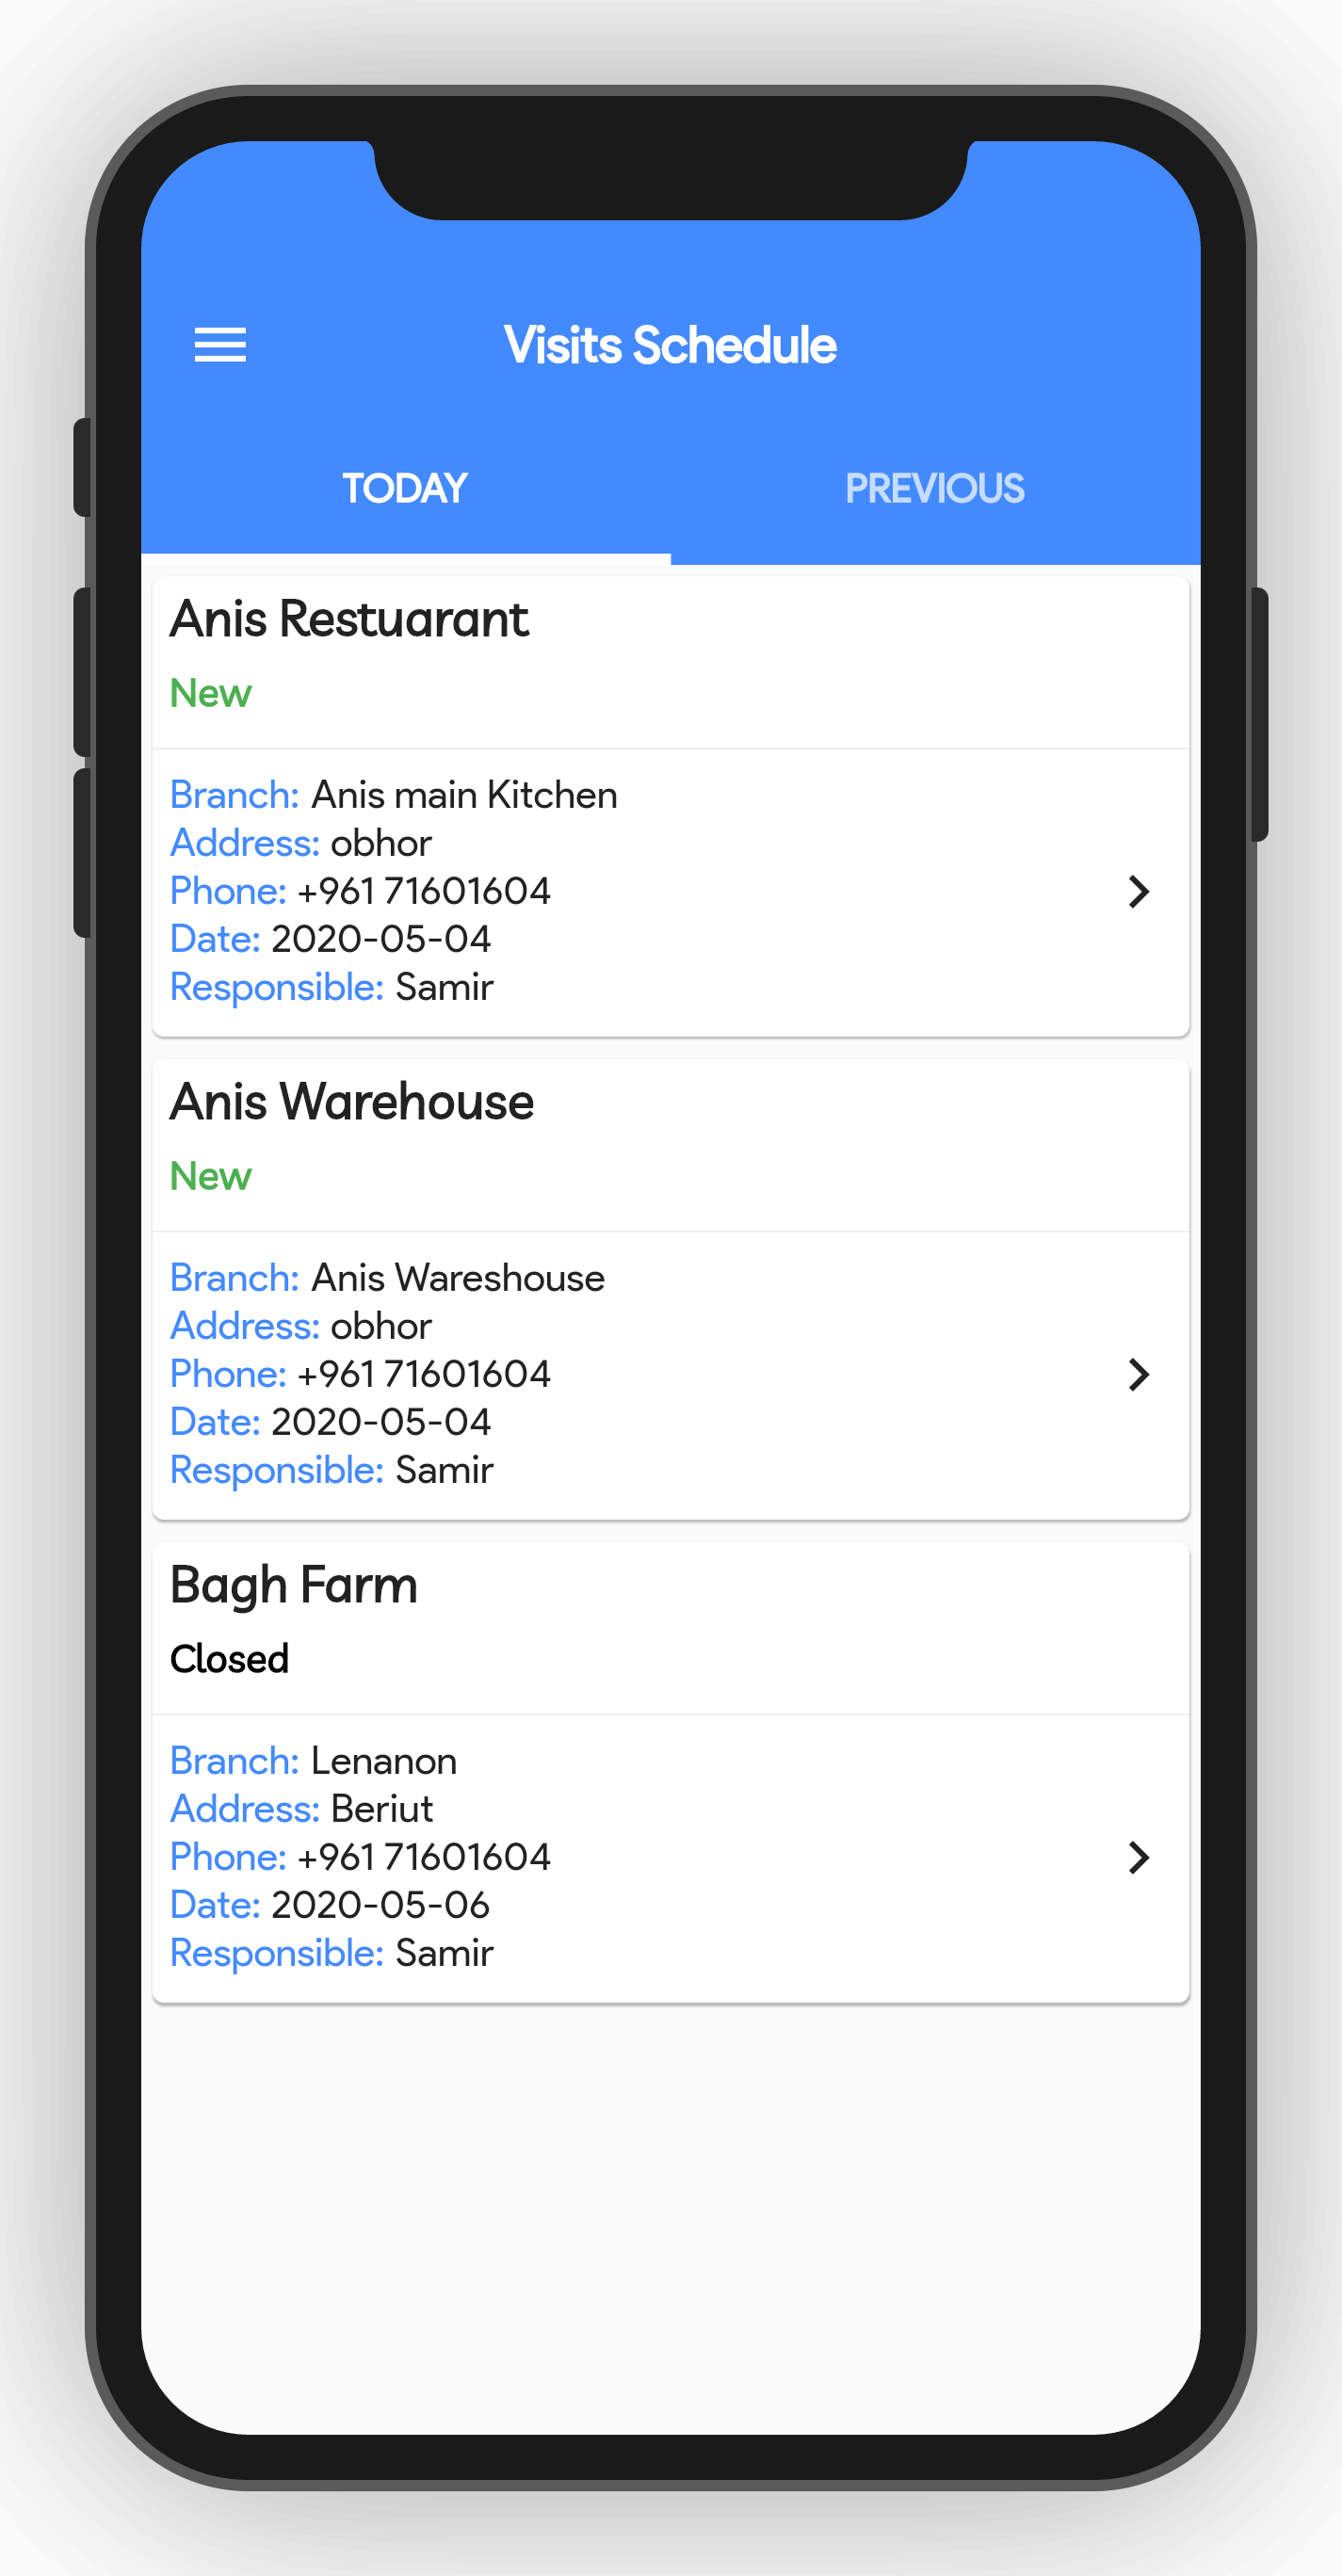 Visits Schedule
TODAY PREVIOUS
Anis Restuarant
New
Branch: Anis main Kitchen
Address: obhor
Phone: +961 71601604
Date: 2020-05-04
Responsible: Samir
Anis Warehouse
New
Branch: Anis Wareshouse
Address: obhor
Phone: +961 71601604
Date: 2020-05-04
Responsible: Samir
Bagh Farm
Closed
Branch: Lenanon
Address: Beriut
Phone: +961 71601604
Date: 2020-05-06
Responsible: Samir